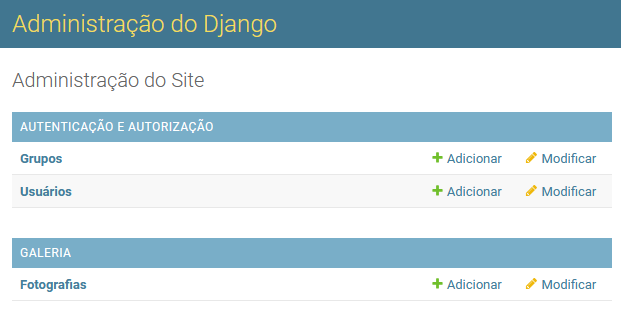 Administração do Django
Administração do Site
AUTENTICAÇÃO E AUTORIZAÇÃO
Grupos Adicionar Modificar
Usuários Adicionar Modificar
GALERIA
Fotografias Adicionar Modificar